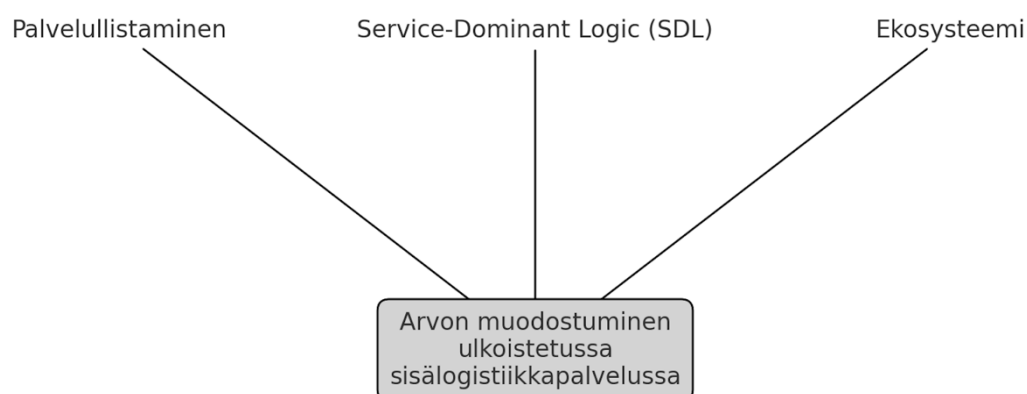 Palvelullistaminen
Service-Dominant Logic (SDL)
Ekosysteemi
Arvon muodostuminen
ulkoistetussa
sisälogistiikkapalvelussa